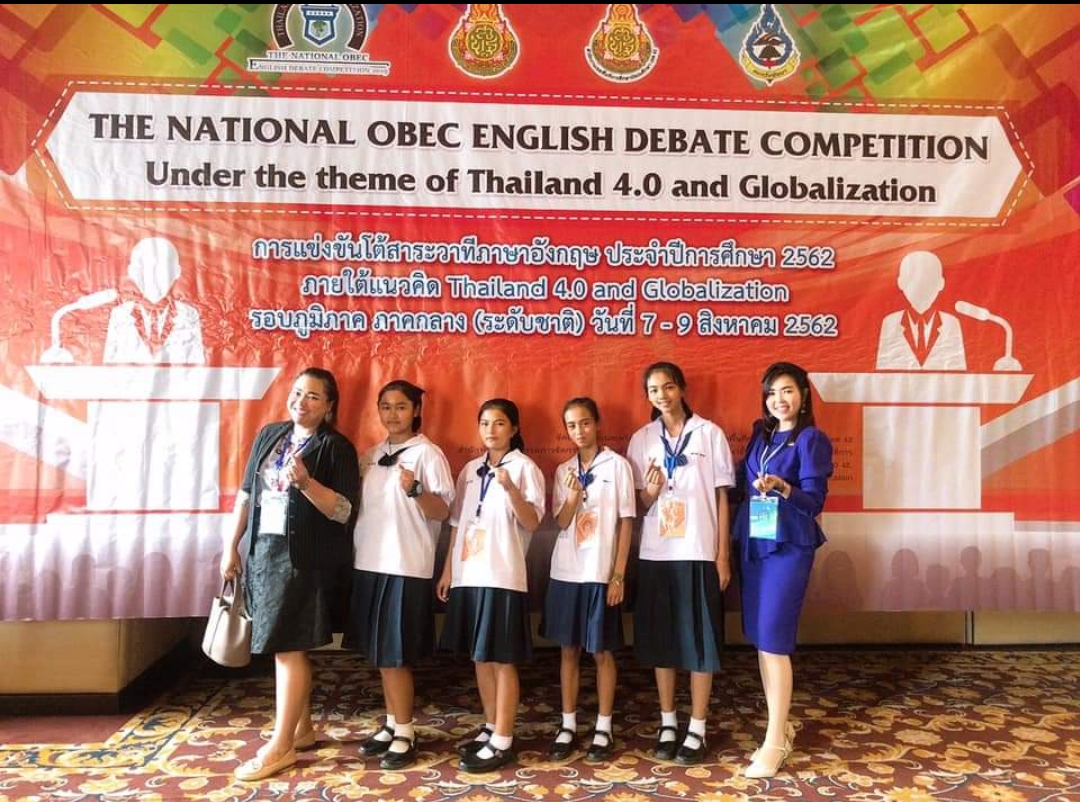 THE NATIONAL OBEC
ENGLISH DEBATE COMPETITION
THE NATIONAL OBEC ENGLISH DEBATE COMPETITION
Under the theme of Thailand 4.0 and Globalization
การแข่งขันโต้สาระวาทีภาษาอังกฤษ ประจำปีการศึกษา 2562
ภายใต้แนวคิด Thailand 4.0 and Globalization
รอบภูมิภาค ภาคกลาง (ระดับชาติ) วันที่ 7 - 9 สิงหาคม 2562